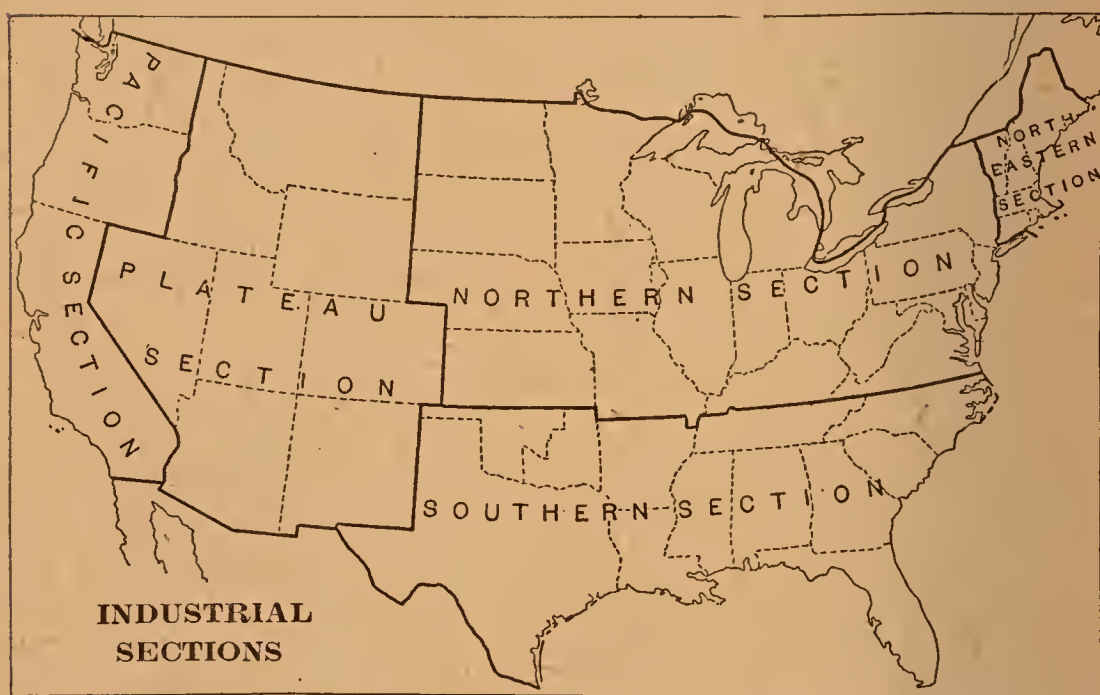 PACIFIC SECTION
NORTH
EASTERN
SECTION
PLATEAU
SECTION
NORTHERN SECTION
SOUTHERN SECTION
INDUSTRIAL
SECTIONS